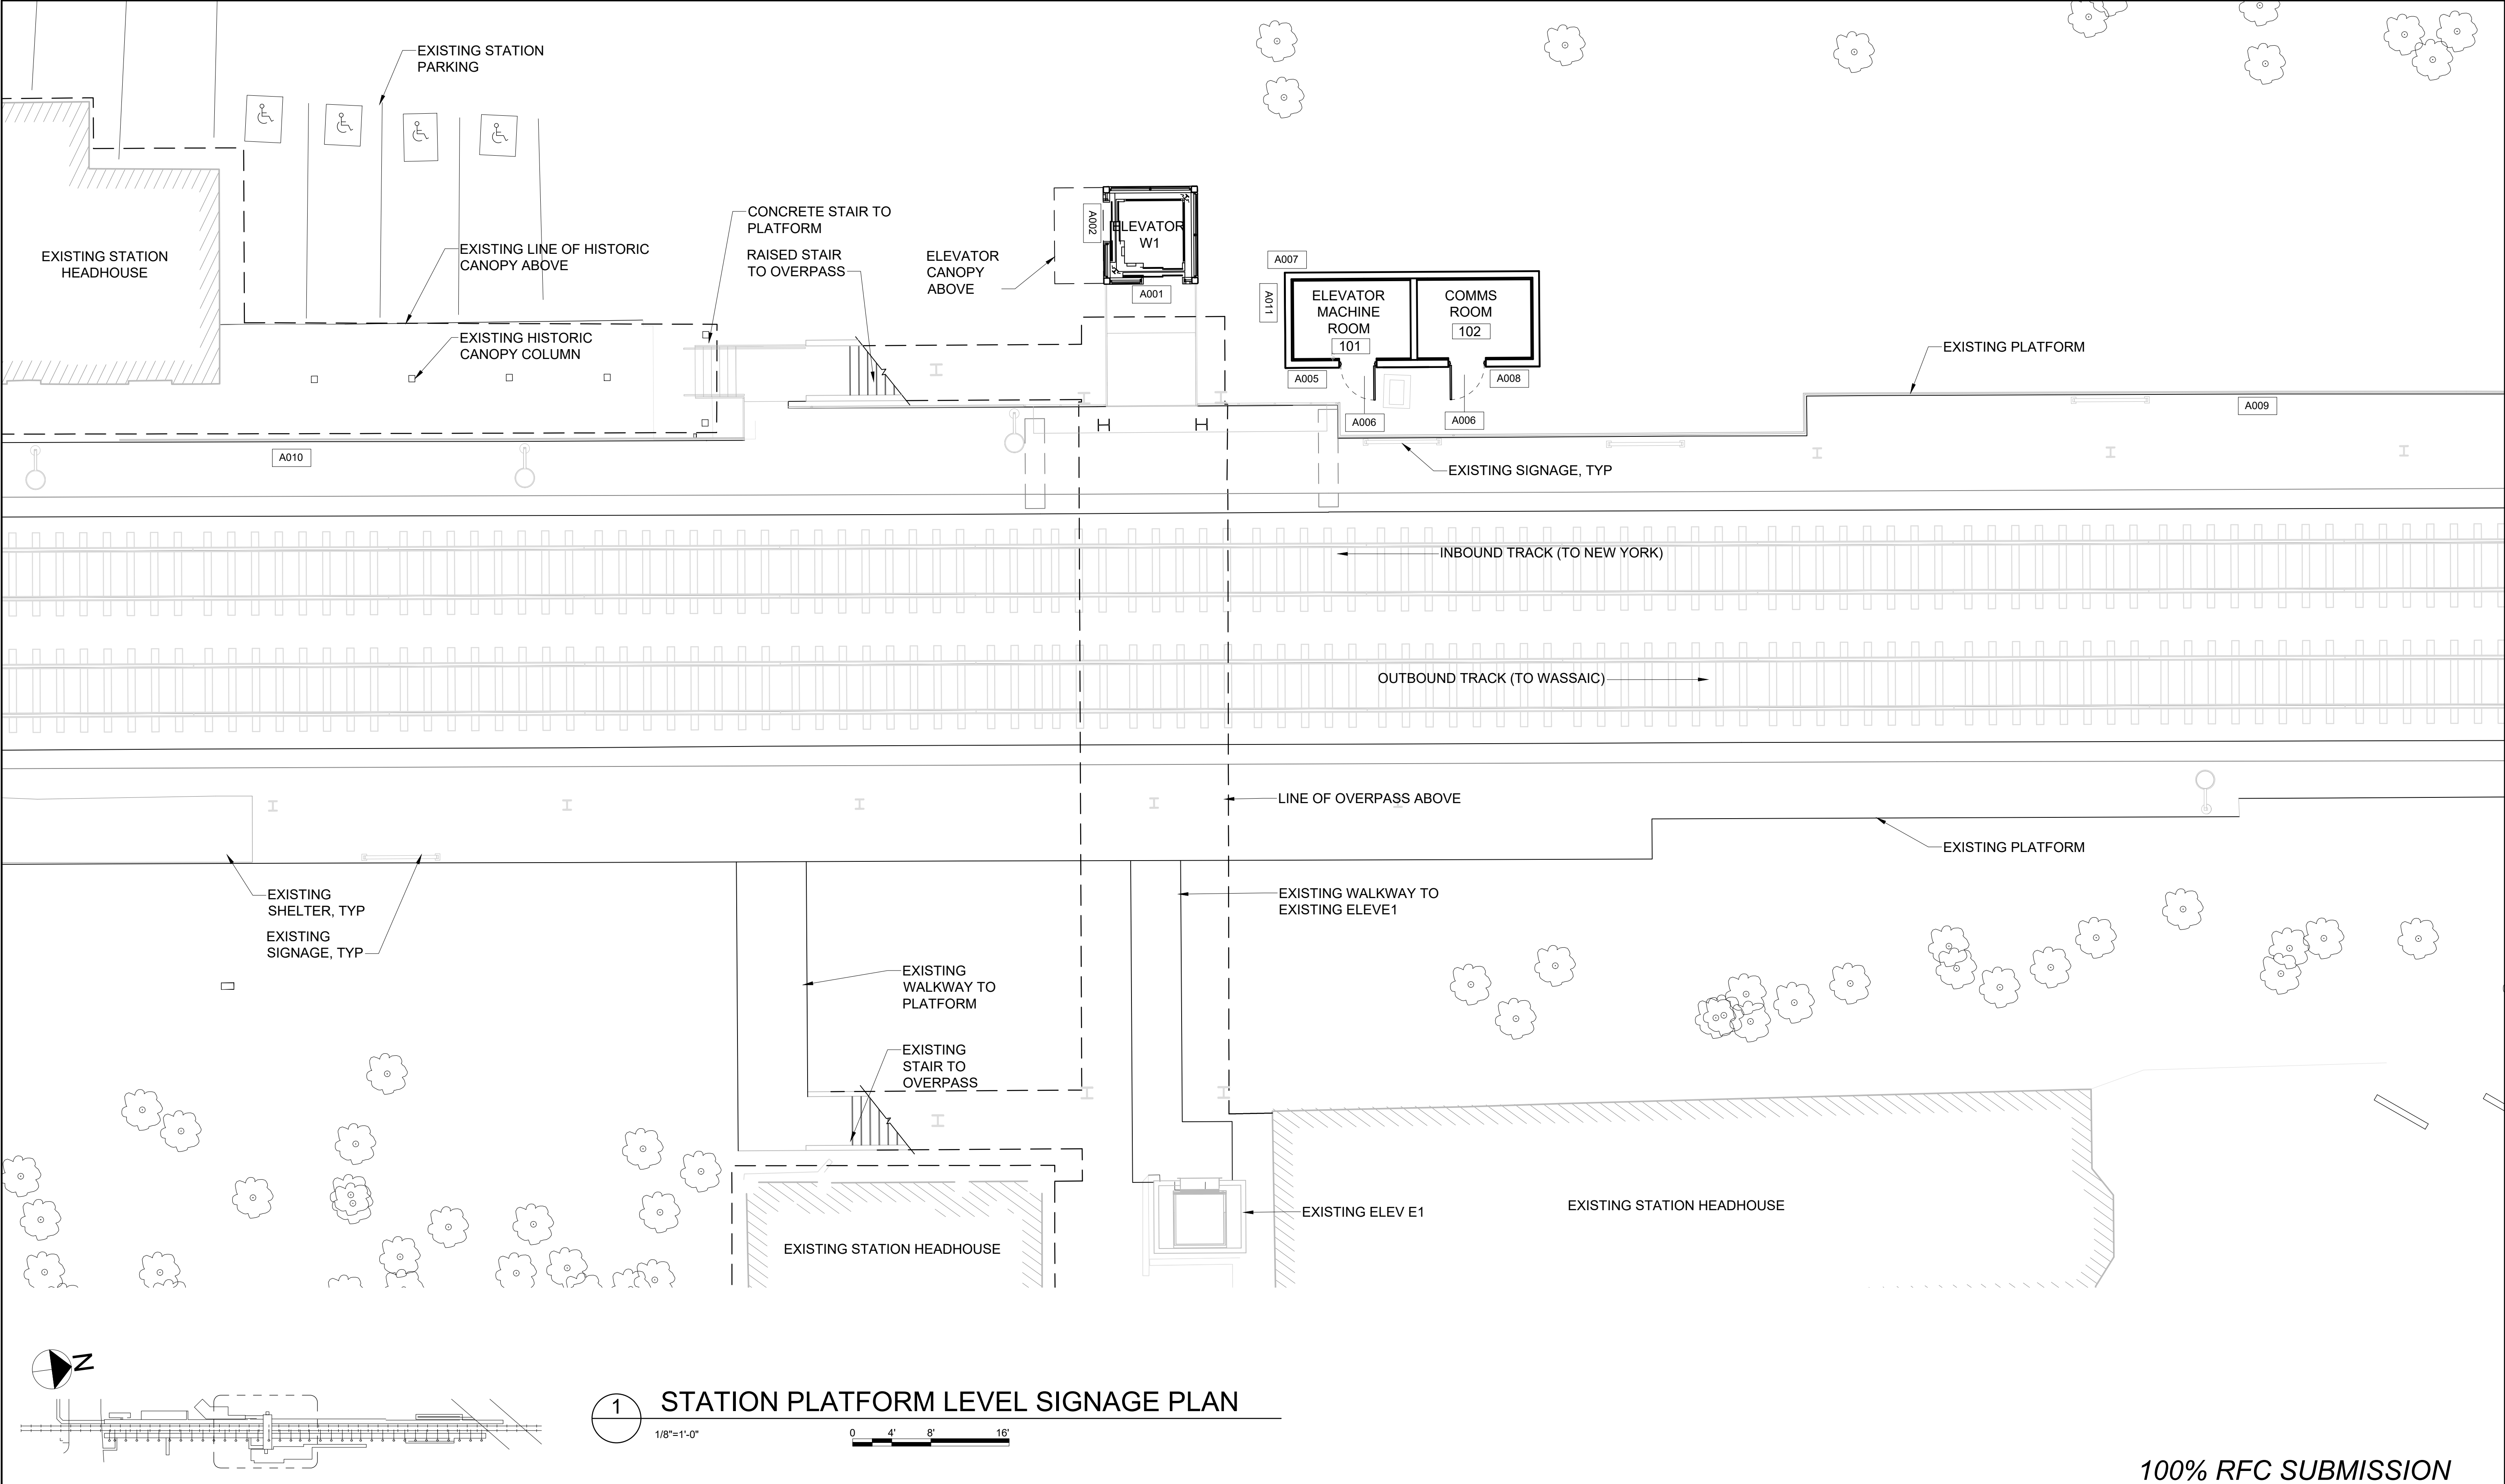 EXISTING STATION
PARKING
CONCRETE STAIR TO
PLATFORM
RAISED STAIR
TO OVERPASS
EXISTING LINE OF HISTORIC
CANOPY ABOVE
EXISTING STATION
HEADHOUSE
EXISTING HISTORIC
CANOPY COLUMN
ELEVATOR
CANOPY
ABOVE
A002
ELEVATOR
W1
A001
A007
A011
ELEVATOR
MACHINE
ROOM
101
COMMS
ROOM
102
A005
A008
A006
A006
EXISTING PLATFORM
A009
A010
EXISTING SIGNAGE, TYP
INBOUND TRACK (TO NEW YORK)
OUTBOUND TRACK (TO WASSAIC)
LINE OF OVERPASS ABOVE
EXISTING PLATFORM
EXISTING
SHELTER, TYP
EXISTING
SIGNAGE, TYP
EXISTING WALKWAY TO
EXISTING ELEVE1
EXISTING
WALKWAY TO
PLATFORM
EXISTING
STAIR TO
OVERPASS
EXISTING ELEV E1
EXISTING STATION HEADHOUSE
EXISTING STATION HEADHOUSE
N
1
STATION PLATFORM LEVEL SIGNAGE PLAN
1/8"=1'-0"
0 4' 8' 16'
100% RFC SUBMISSION